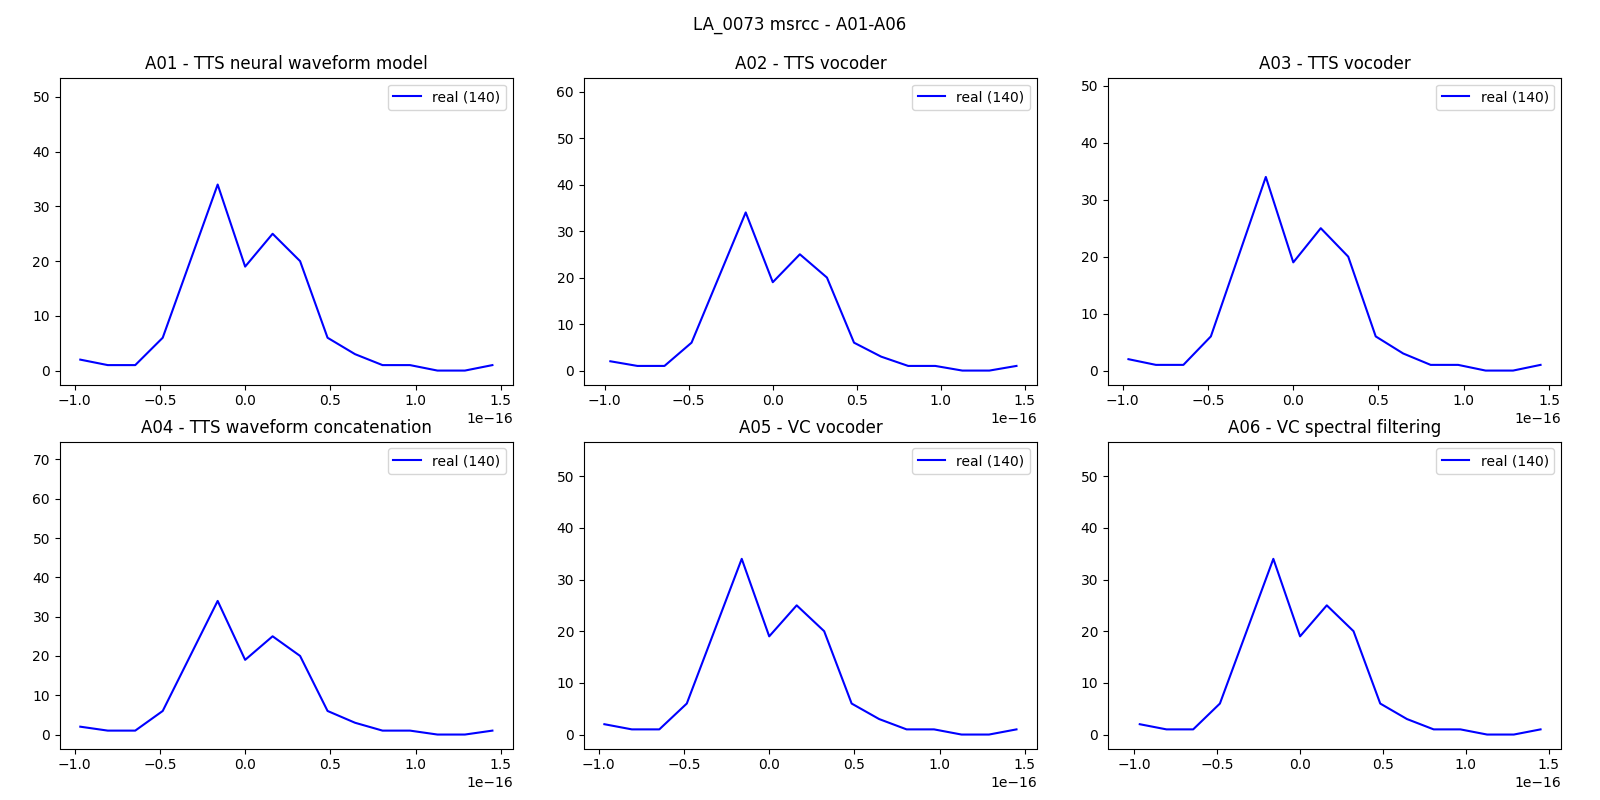 LA_0073 msrcc - A01-A06
A01 - TTS neural waveform model
A02 - TTS vocoder
A03 - TTS vocoder
real (140)
real (140)
real (140)
50
40
30
20
10
0
60
50
40
30
20
10
0
50
40
30
20
10
0
−1.0 −0.5 0.0 0.5 1.0 1.5
1e−16
−1.0 −0.5 0.0 0.5 1.0 1.5
1e−16
−1.0 −0.5 0.0 0.5 1.0 1.5
1e−16
A04 - TTS waveform concatenation
A05 - VC vocoder
A06 - VC spectral filtering
real (140)
real (140)
real (140)
70
60
50
40
30
20
10
0
50
40
30
20
10
0
50
40
30
20
10
0
−1.0 −0.5 0.0 0.5 1.0 1.5
1e−16
−1.0 −0.5 0.0 0.5 1.0 1.5
1e−16
−1.0 −0.5 0.0 0.5 1.0 1.5
1e−16